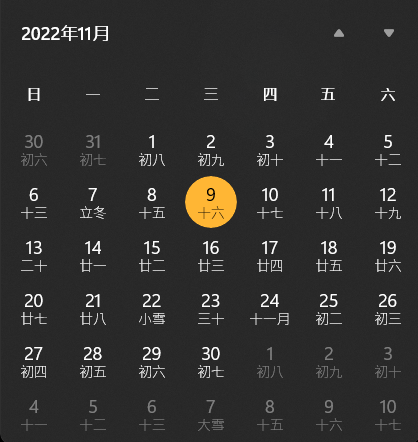 2022年11月
日 一 二 三 四 五 六
30 31 1 2 3 4 5
初六 初七 初八 初九 初十 十一 十二
6 7 8 9 10 11 12
十三 立冬 十五 十六 十七 十八 十九
13 14 15 16 17 18 19
二十 廿一 廿二 廿三 廿四 廿五 廿六
20 21 22 23 24 25 26
廿七 廿八 小雪 三十 十一月 初二 初三
27 28 29 30 1 2 3
初四 初五 初六 初七 初八 初九 初十
4 5 6 7 8 9 10
十一 十二 十三 大雪 十五 十六 十七